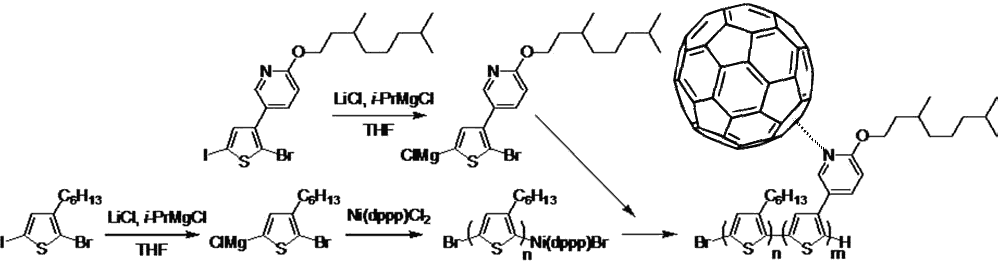 N O
N O
N O
LiCl, i-PrMgCl
THF
I S Br
ClMg S Br
C6H13
C6H13
C6H13
C6H13
LiCl, i-PrMgCl
Ni(dppp)Cl2
I S Br
THF
ClMg S Br
Br ( S ) n Ni(dppp)Br
Br ( S ) n ( S ) m H